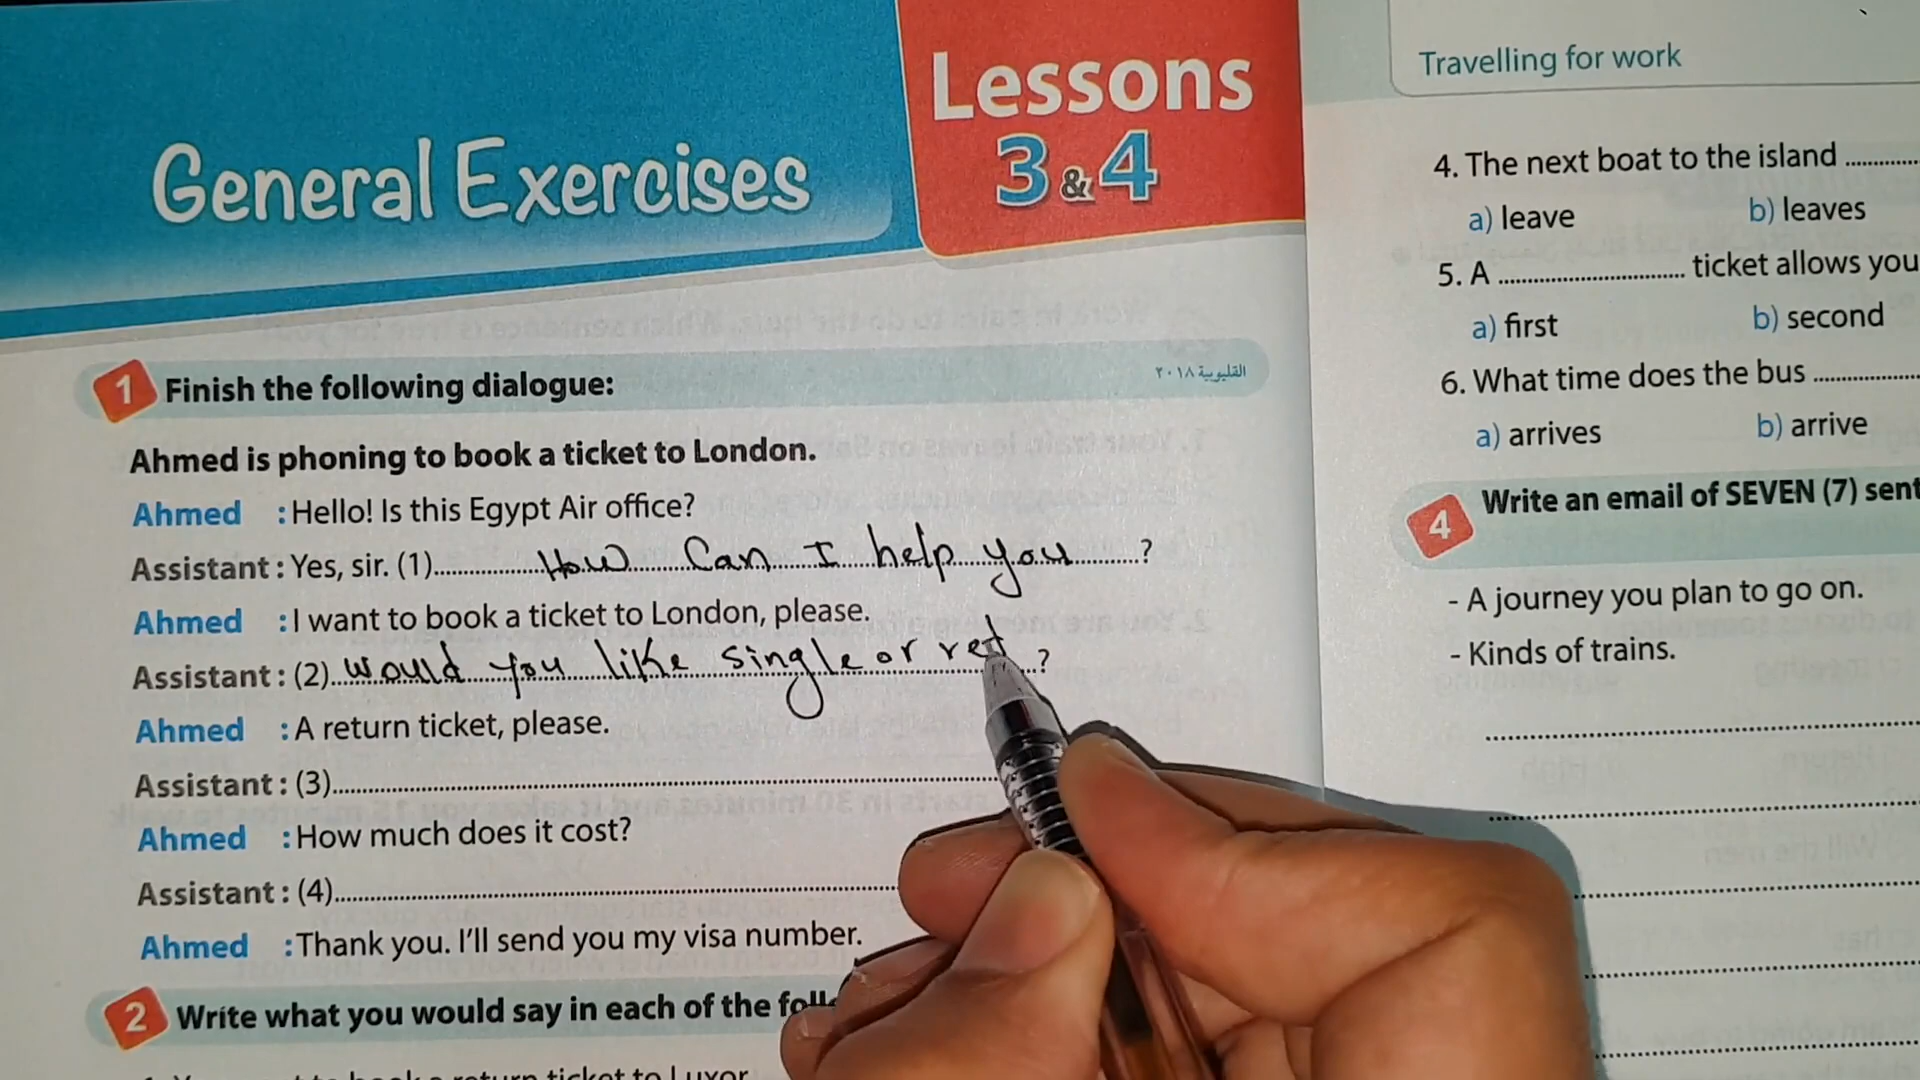 General Exercises
Lessons
3 & 4
1 Finish the following dialogue:
القليوبية ٢٠١٨
Ahmed is phoning to book a ticket to London.
Ahmed : Hello! Is this Egypt Air office?
Assistant : Yes, sir. (1)............How Can I help you......?
Ahmed : I want to book a ticket to London, please.
Assistant : (2) would you like single or ret....?
Ahmed : A return ticket, please.
Assistant : (3)............
Ahmed : How much does it cost?
Assistant : (4)............
Ahmed : Thank you. I'll send you my visa number.
2 Write what you would say in each of the
ticket to Luxor
Travelling for work
4. The next boat to the island ............
a) leave b) leaves
5. A ............ ticket allows you
a) first b) second
6. What time does the bus ............
a) arrives b) arrive
4 Write an email of SEVEN (7)
- A journey you plan to go on.
- Kinds of trains.